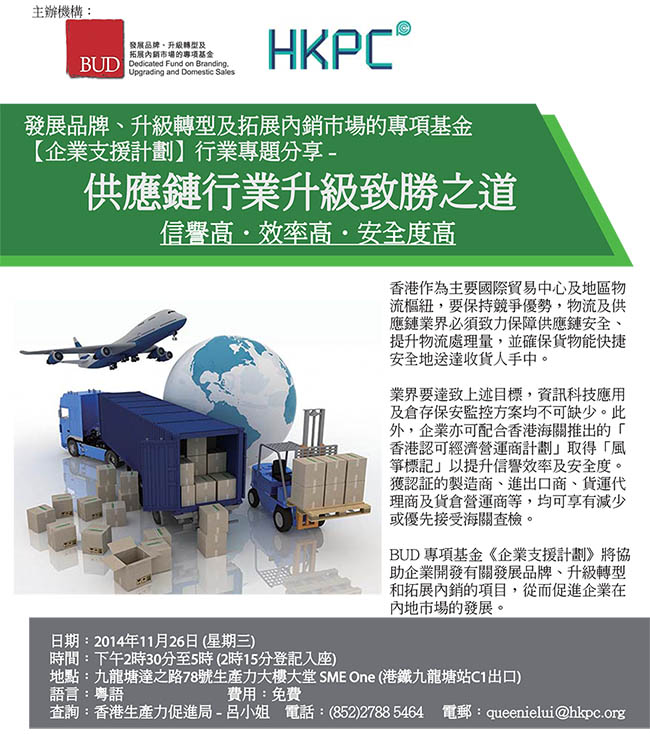 主辦機構：
BUD
發展品牌、升級轉型及
拓展內銷市場的專項基金
Dedicated Fund on Branding,
Upgrading and Domestic Sales
HKPC
發展品牌、升級轉型及拓展內銷市場的專項基金
【企業支援計劃】行業專題分享 –
供應鏈行業升級致勝之道
信譽高・效率高・安全度高
香港作為主要國際貿易中心及地區物
流樞紐，要保持競爭優勢，物流及供
應鏈業界必須致力保障供應鏈安全、
提升物流處理量，並確保貨物能快捷
安全地送達收貨人手中。
業界要達致上述目標，資訊科技應用
及倉存保安監控方案均不可缺少。此
外，企業亦可配合香港海關推出的「
香港認可經濟營運商計劃」取得「風
箏標記」以提升信譽效率及安全度。
獲認証的製造商、進出口商、貨運代
理商及貨倉營運商等，均可享有減少
或優先接受海關查檢。
BUD 專項基金《企業支援計劃》將協
助企業開發有關發展品牌、升級轉型
和拓展內銷的項目，從而促進企業在
內地市場的發展。
日期：2014年11月26日 (星期三)
時間：下午2時30分至5時 (2時15分登記入座)
地點：九龍塘達之路78號生產力大樓大堂 SME One (港鐵九龍塘站C1出口)
語言：粵語 費用：免費
查詢：香港生產力促進局 – 呂小姐 電話：(852)2788 5464 電郵：queenielui@hkpc.org